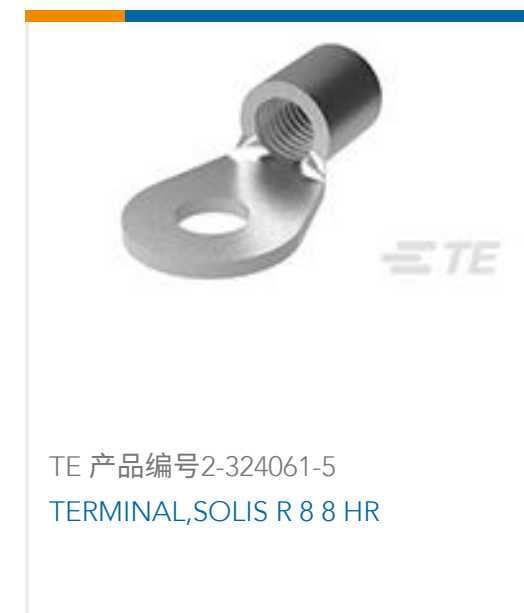 TE
TE 产品编号2-324061-5
TERMINAL,SOLIS R 8 8 HR